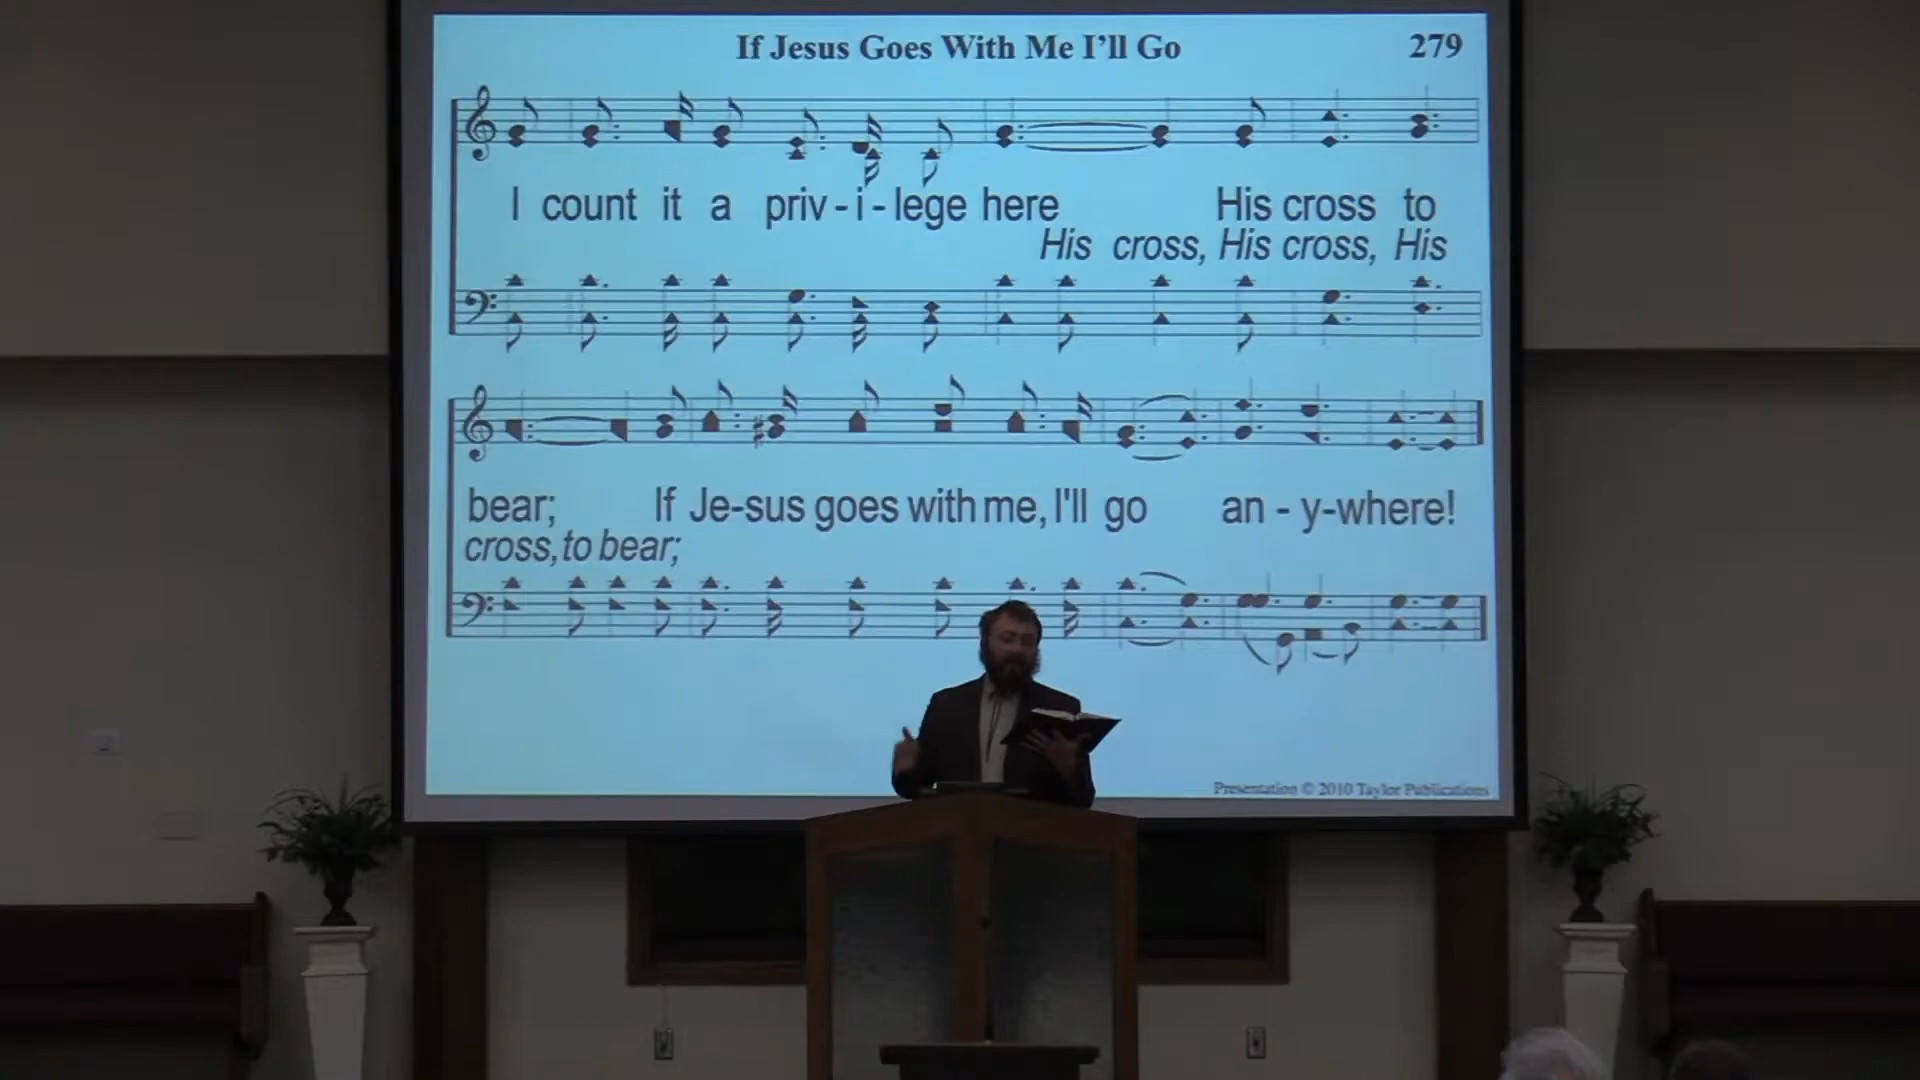 If Jesus Goes With Me I'll Go 279
I count it a priv-i-lege here His cross to
His cross, His cross, His
bear; If Je-sus goes with me, I'll go an-y-where!
cross, to bear;
Presentation © 2010 Taylor Publications